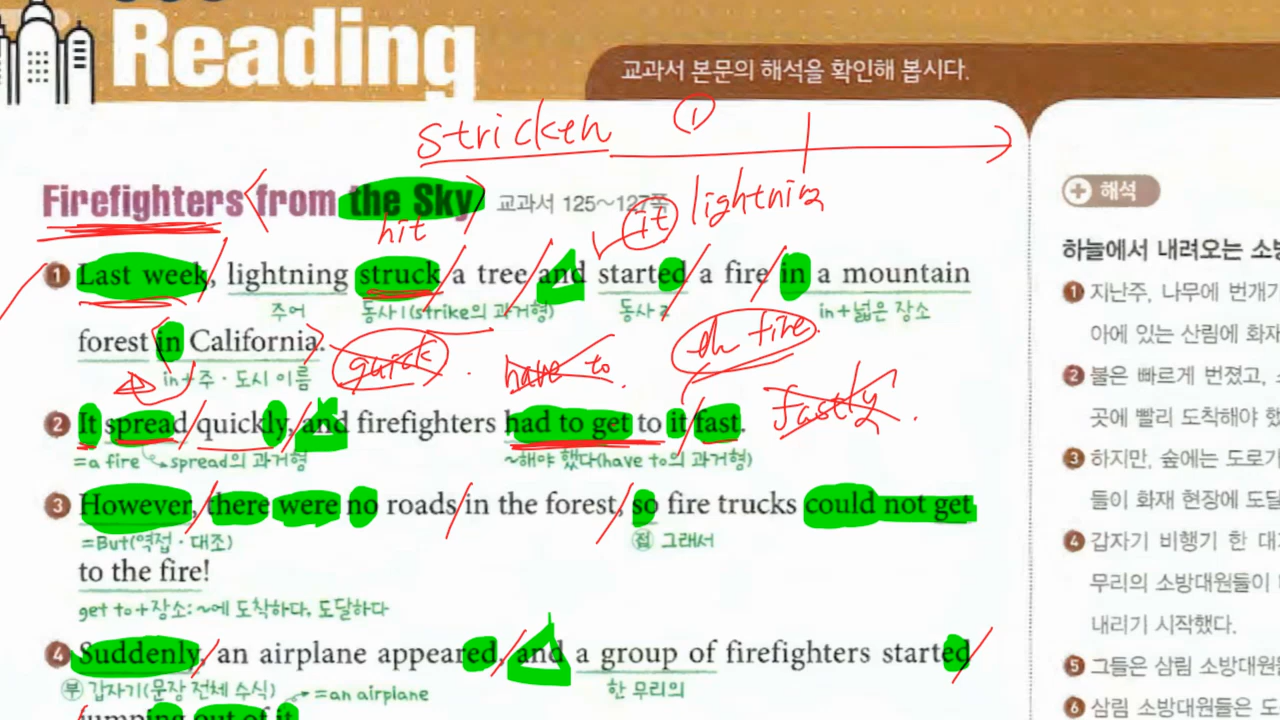 Reading
교과서 본문의 해석을 확인해 봅시다.
stricken ①
Firefighters from the Sky 교과서 125~127쪽
해석
hit
it lightning
하늘에서 내려오는 소방
① Last week, lightning struck a tree and started a fire in a mountain
주어 동사1(strike의 과거형) 동사2 in+넓은 장소
forest in California.
in+주·도시 이름
quick have to the fire
fastly
② It spread quickly, and firefighters had to get to it fast.
=a fire spread의 과거형 ~해야 했다(have to의 과거형)
③ However, there were no roads in the forest, so fire trucks could not get
=But(역접·대조) 접 그래서
to the fire!
get to+장소: ~에 도착하다, 도달하다
④ Suddenly, an airplane appeared, and a group of firefighters started
부 갑자기(문장 전체 수식) =an airplane 한 무리의
jumping out of it
① 지난주, 나무에 번개가
아에 있는 산림에 화재
② 불은 빠르게 번졌고,
곳에 빨리 도착해야 했
③ 하지만, 숲에는 도로가
들이 화재 현장에 도달
④ 갑자기 비행기 한 대가
무리의 소방대원들이
내리기 시작했다.
⑤ 그들은 삼림 소방대원
⑥ 삼림 소방대원들은 도